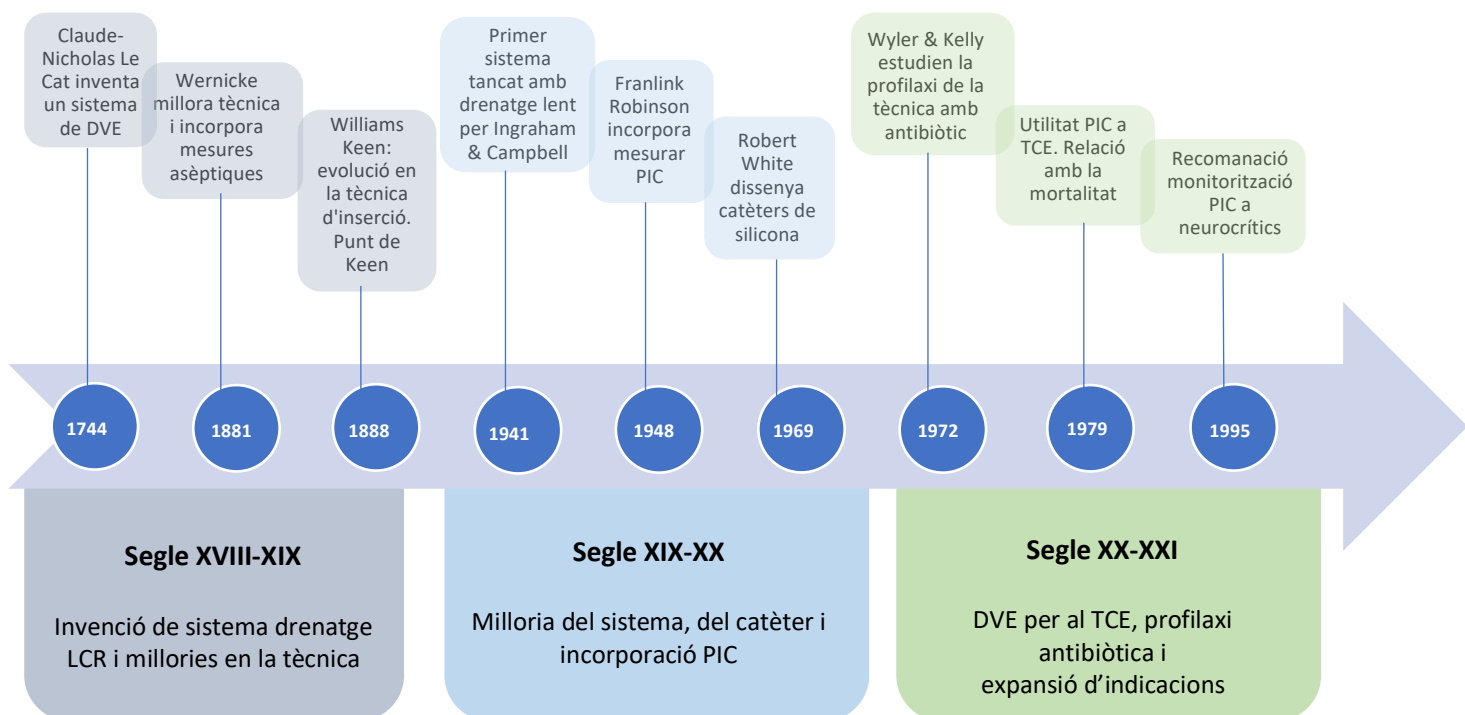 Claude-
Nicholas Le
Cat inventa
un sistema
de DVE
Wernicke
millora tècnica
i incorpora
mesures
asèptiques
Williams
Keen:
evolució en
la tècnica
d'inserció.
Punt de
Keen
Primer
sistema
tancat amb
drenatge lent
per Ingraham
& Campbell
Franlink
Robinson
incorpora
mesurar
PIC
Robert
White
dissenya
catèters de
silicona
Wyler & Kelly
estudien la
profilaxi de la
tècnica amb
antibiòtic
Utilitat PIC a
TCE. Relació
amb la
mortalitat
Recomanació
monitorització
PIC a
neurocrítics
1744
1881
1888
1941
1948
1969
1972
1979
1995
Segle XVIII-XIX
Invenció de sistema drenatge
LCR i millories en la tècnica
Segle XIX-XX
Milloria del sistema, del catèter i
incorporació PIC
Segle XX-XXI
DVE per al TCE, profilaxi
antibiòtica i
expansió d’indicacions